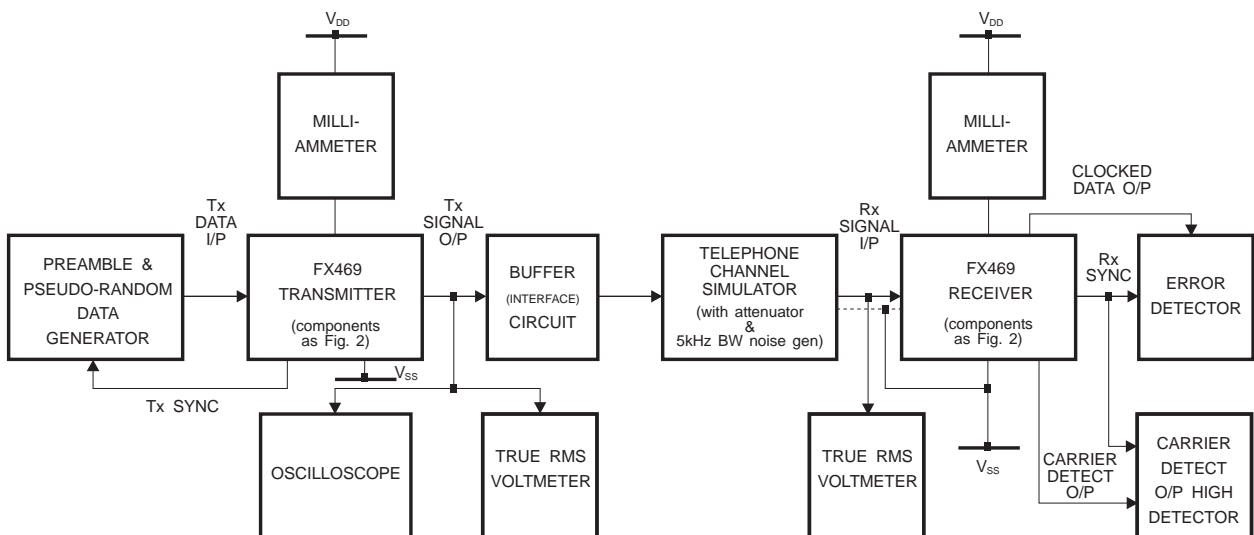 VDD
MILLI-
AMMETER
Tx
DATA
I/P
Tx
SIGNAL
O/P
PREAMBLE &
PSEUDO-RANDOM
DATA
GENERATOR
FX469
TRANSMITTER
(components
as Fig. 2)
BUFFER
(INTERFACE)
CIRCUIT
VSS
Tx SYNC
OSCILLOSCOPE
TRUE RMS
VOLTMETER
TELEPHONE
CHANNEL
SIMULATOR
(with attenuator
&
5kHz BW noise gen)
Rx
SIGNAL
I/P
VDD
MILLI-
AMMETER
FX469
RECEIVER
(components
as Fig. 2)
CLOCKED
DATA O/P
Rx
SYNC
ERROR
DETECTOR
TRUE RMS
VOLTMETER
VSS
CARRIER
DETECT
O/P
CARRIER
DETECT
O/P HIGH
DETECTOR